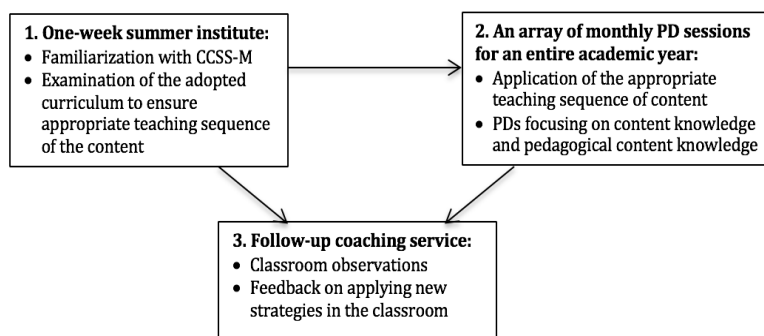 1. One-week summer institute:
• Familiarization with CCSS-M
• Examination of the
adopted curriculum to ensure
appropriate teaching sequence
of the content
2. An array of monthly PD sessions
for an entire academic year:
• Application of the appropriate
teaching sequence of content
• PDs focusing on content knowledge
and pedagogical content knowledge
3. Follow-up coaching service:
• Classroom observations
• Feedback on applying new
strategies in the classroom